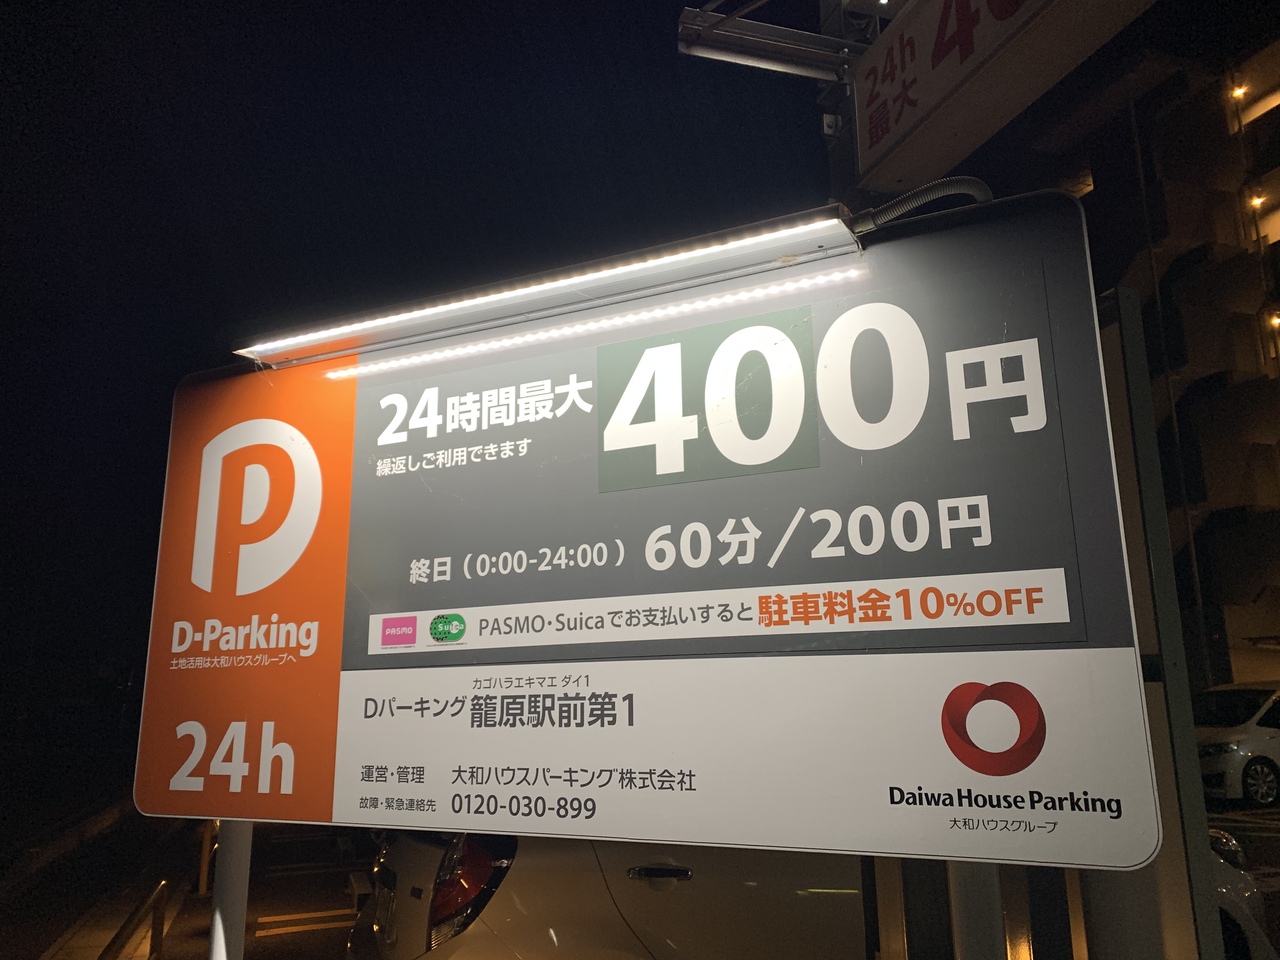 24h
最大
24時間最大 400円
繰返しご利用できます
終日(0:00-24:00) 60分/200円
PASMO Suica PASMO・Suicaでお支払いすると 駐車料金10%OFF
D-Parking
土地活用は大和ハウスグループへ
24h
カゴハラエキマエ ダイ1
Dパーキング 籠原駅前第1
運営・管理 大和ハウスパーキング株式会社
故障・緊急連絡先 0120-030-899
Daiwa House Parking
大和ハウスグループ